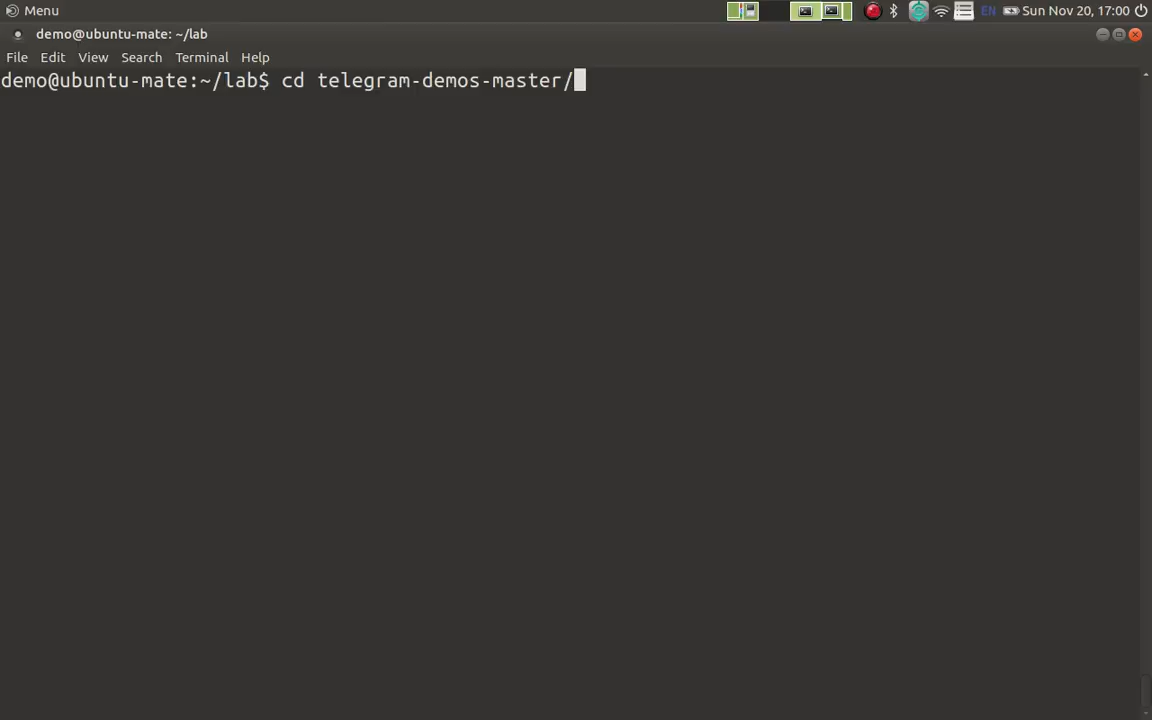 Menu
EN
Sun Nov 20, 17:00
demo@ubuntu-mate: ~/lab
File Edit View Search Terminal Help
demo@ubuntu-mate:~/lab$ cd telegram-demos-master/